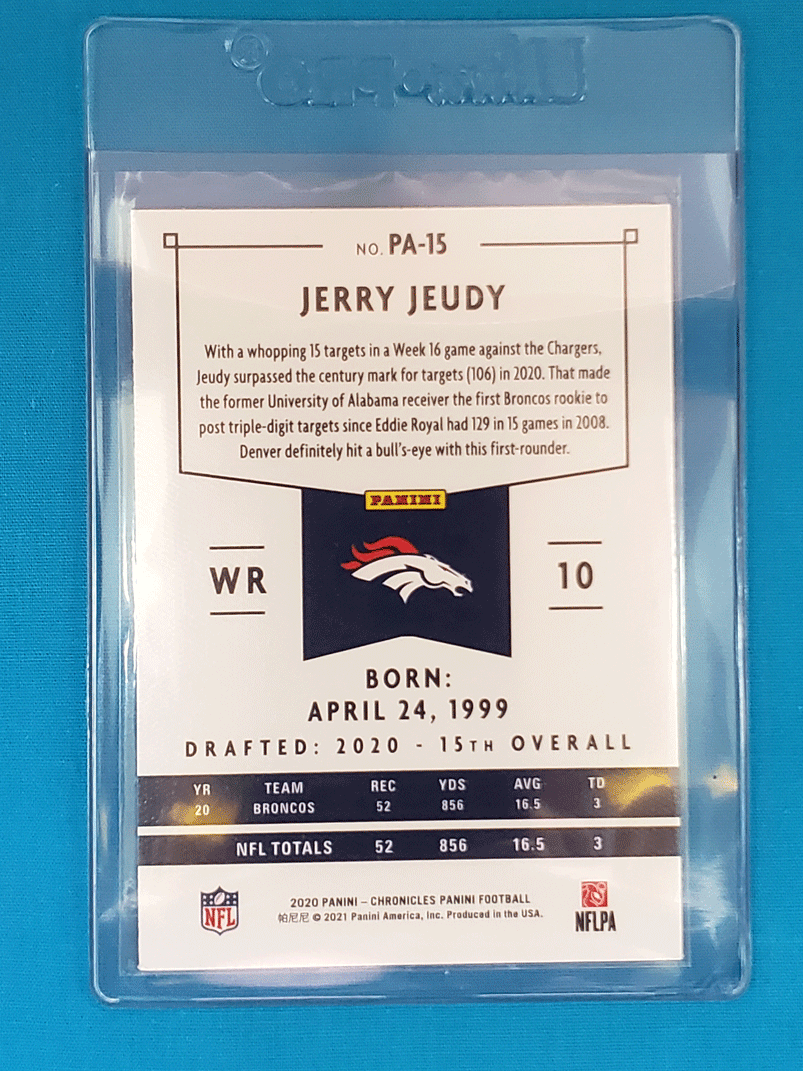 Ultra•PRO®
NO. PA-15
JERRY JEUDY
With a whopping 15 targets in a Week 16 game against the Chargers,
Jeudy surpassed the century mark for targets (106) in 2020. That made
the former University of Alabama receiver the first Broncos rookie to
post triple-digit targets since Eddie Royal had 129 in 15 games in 2008.
Denver definitely hit a bull's-eye with this first-rounder.
PANINI
WR
10
BORN:
APRIL 24, 1999
DRAFTED: 2020 - 15TH OVERALL
YR TEAM REC YDS AVG TD
20 BRONCOS 52 856 16.5 3
NFL TOTALS 52 856 16.5 3
NFL
2020 PANINI – CHRONICLES PANINI FOOTBALL
帕尼尼 © 2021 Panini America, Inc. Produced in the USA.
NFLPA